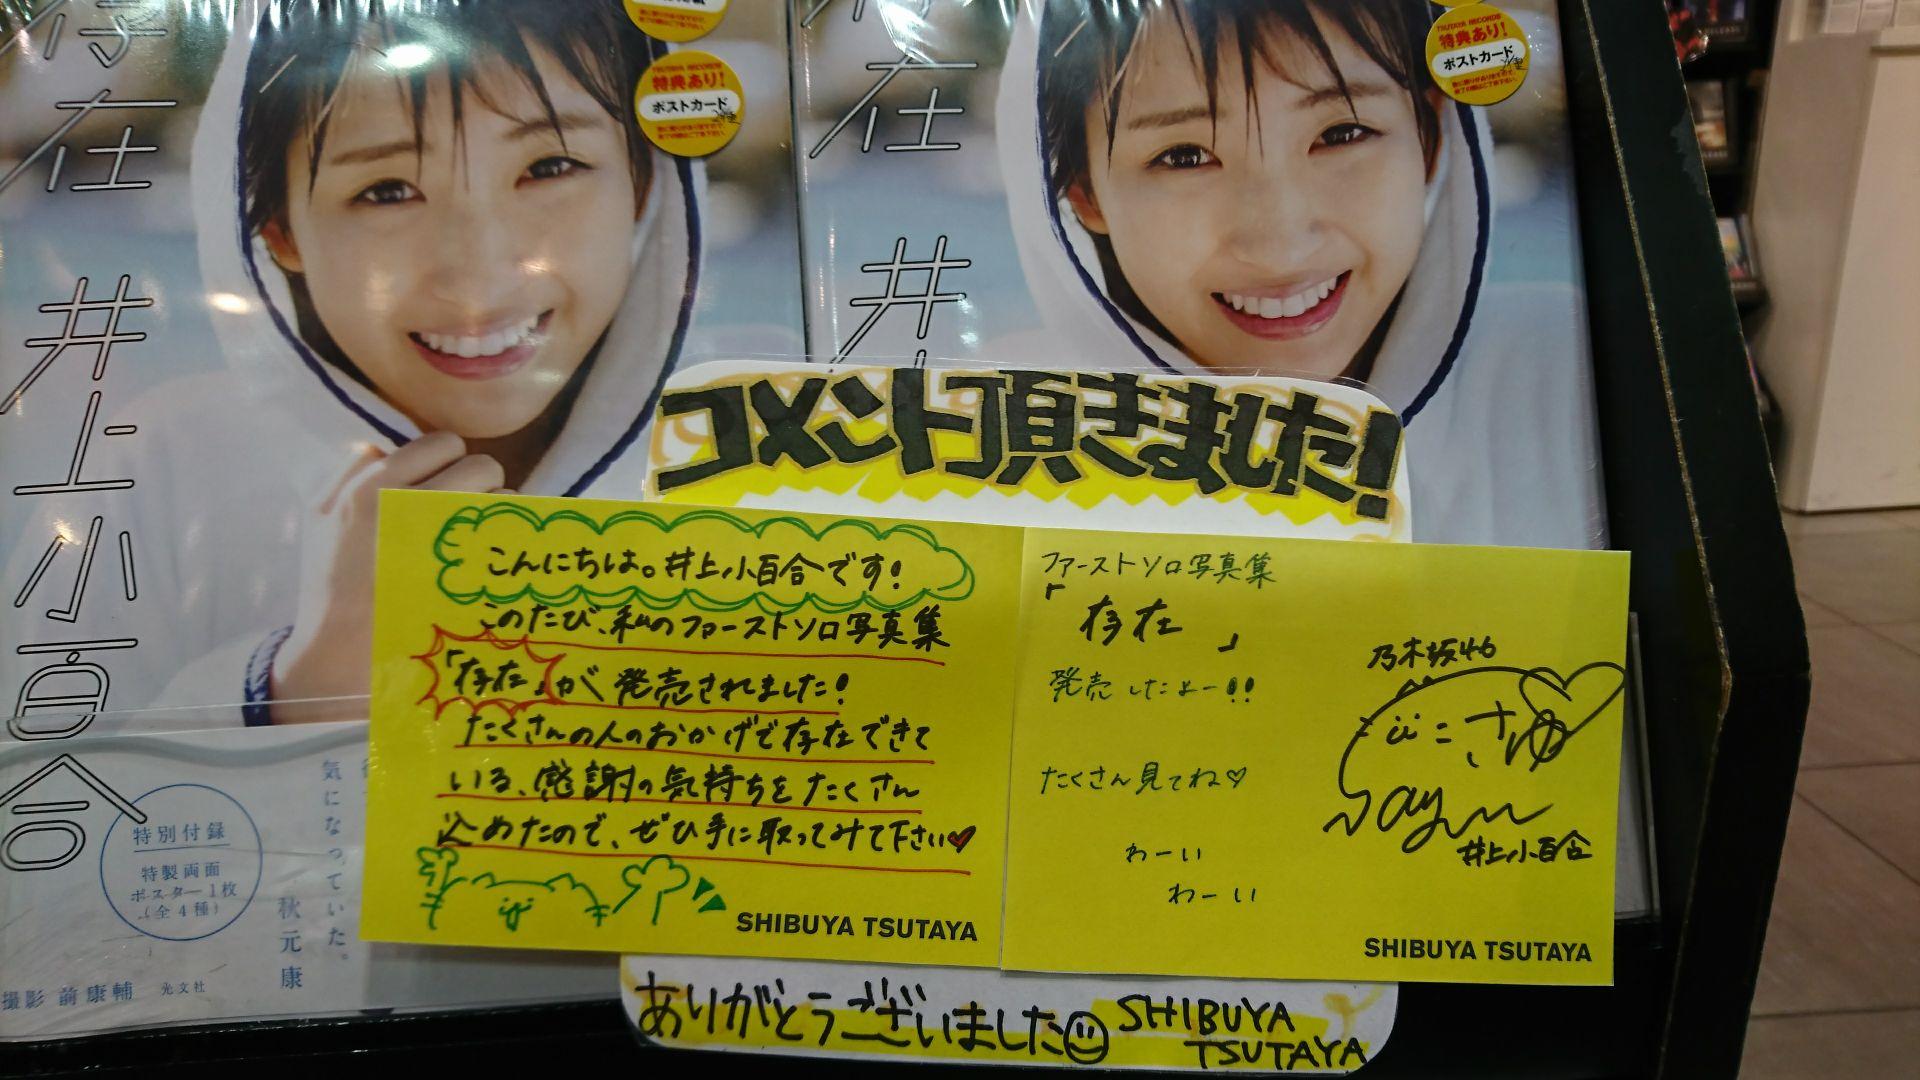 存在 井上小百合
在 井
TSUTAYA RECORDS
特典あり!
ポストカード
TSUTAYA RECORDS
特典あり!
ポストカード
コメント頂きました!
こんにちは。井上小百合です!
このたび、私のファーストソロ写真集
「存在」が発売されました!
たくさんの人のおかげで存在できて
いる、感謝の気持ちをたくさん
込めたので、ぜひ手に取ってみて下さい♥
SHIBUYA TSUTAYA
ファーストソロ写真集
「存在」
発売したよー!!
たくさん見てね♡
わーい
わーい
乃木坂46
さゆ
Sayu
井上小百合
SHIBUYA TSUTAYA
特別付録
特製両面
ポスター1枚
(全4種)
気になっていた。
秋元康
撮影 前康輔 光文社
ありがとうございました
SHIBUYA
TSUTAYA